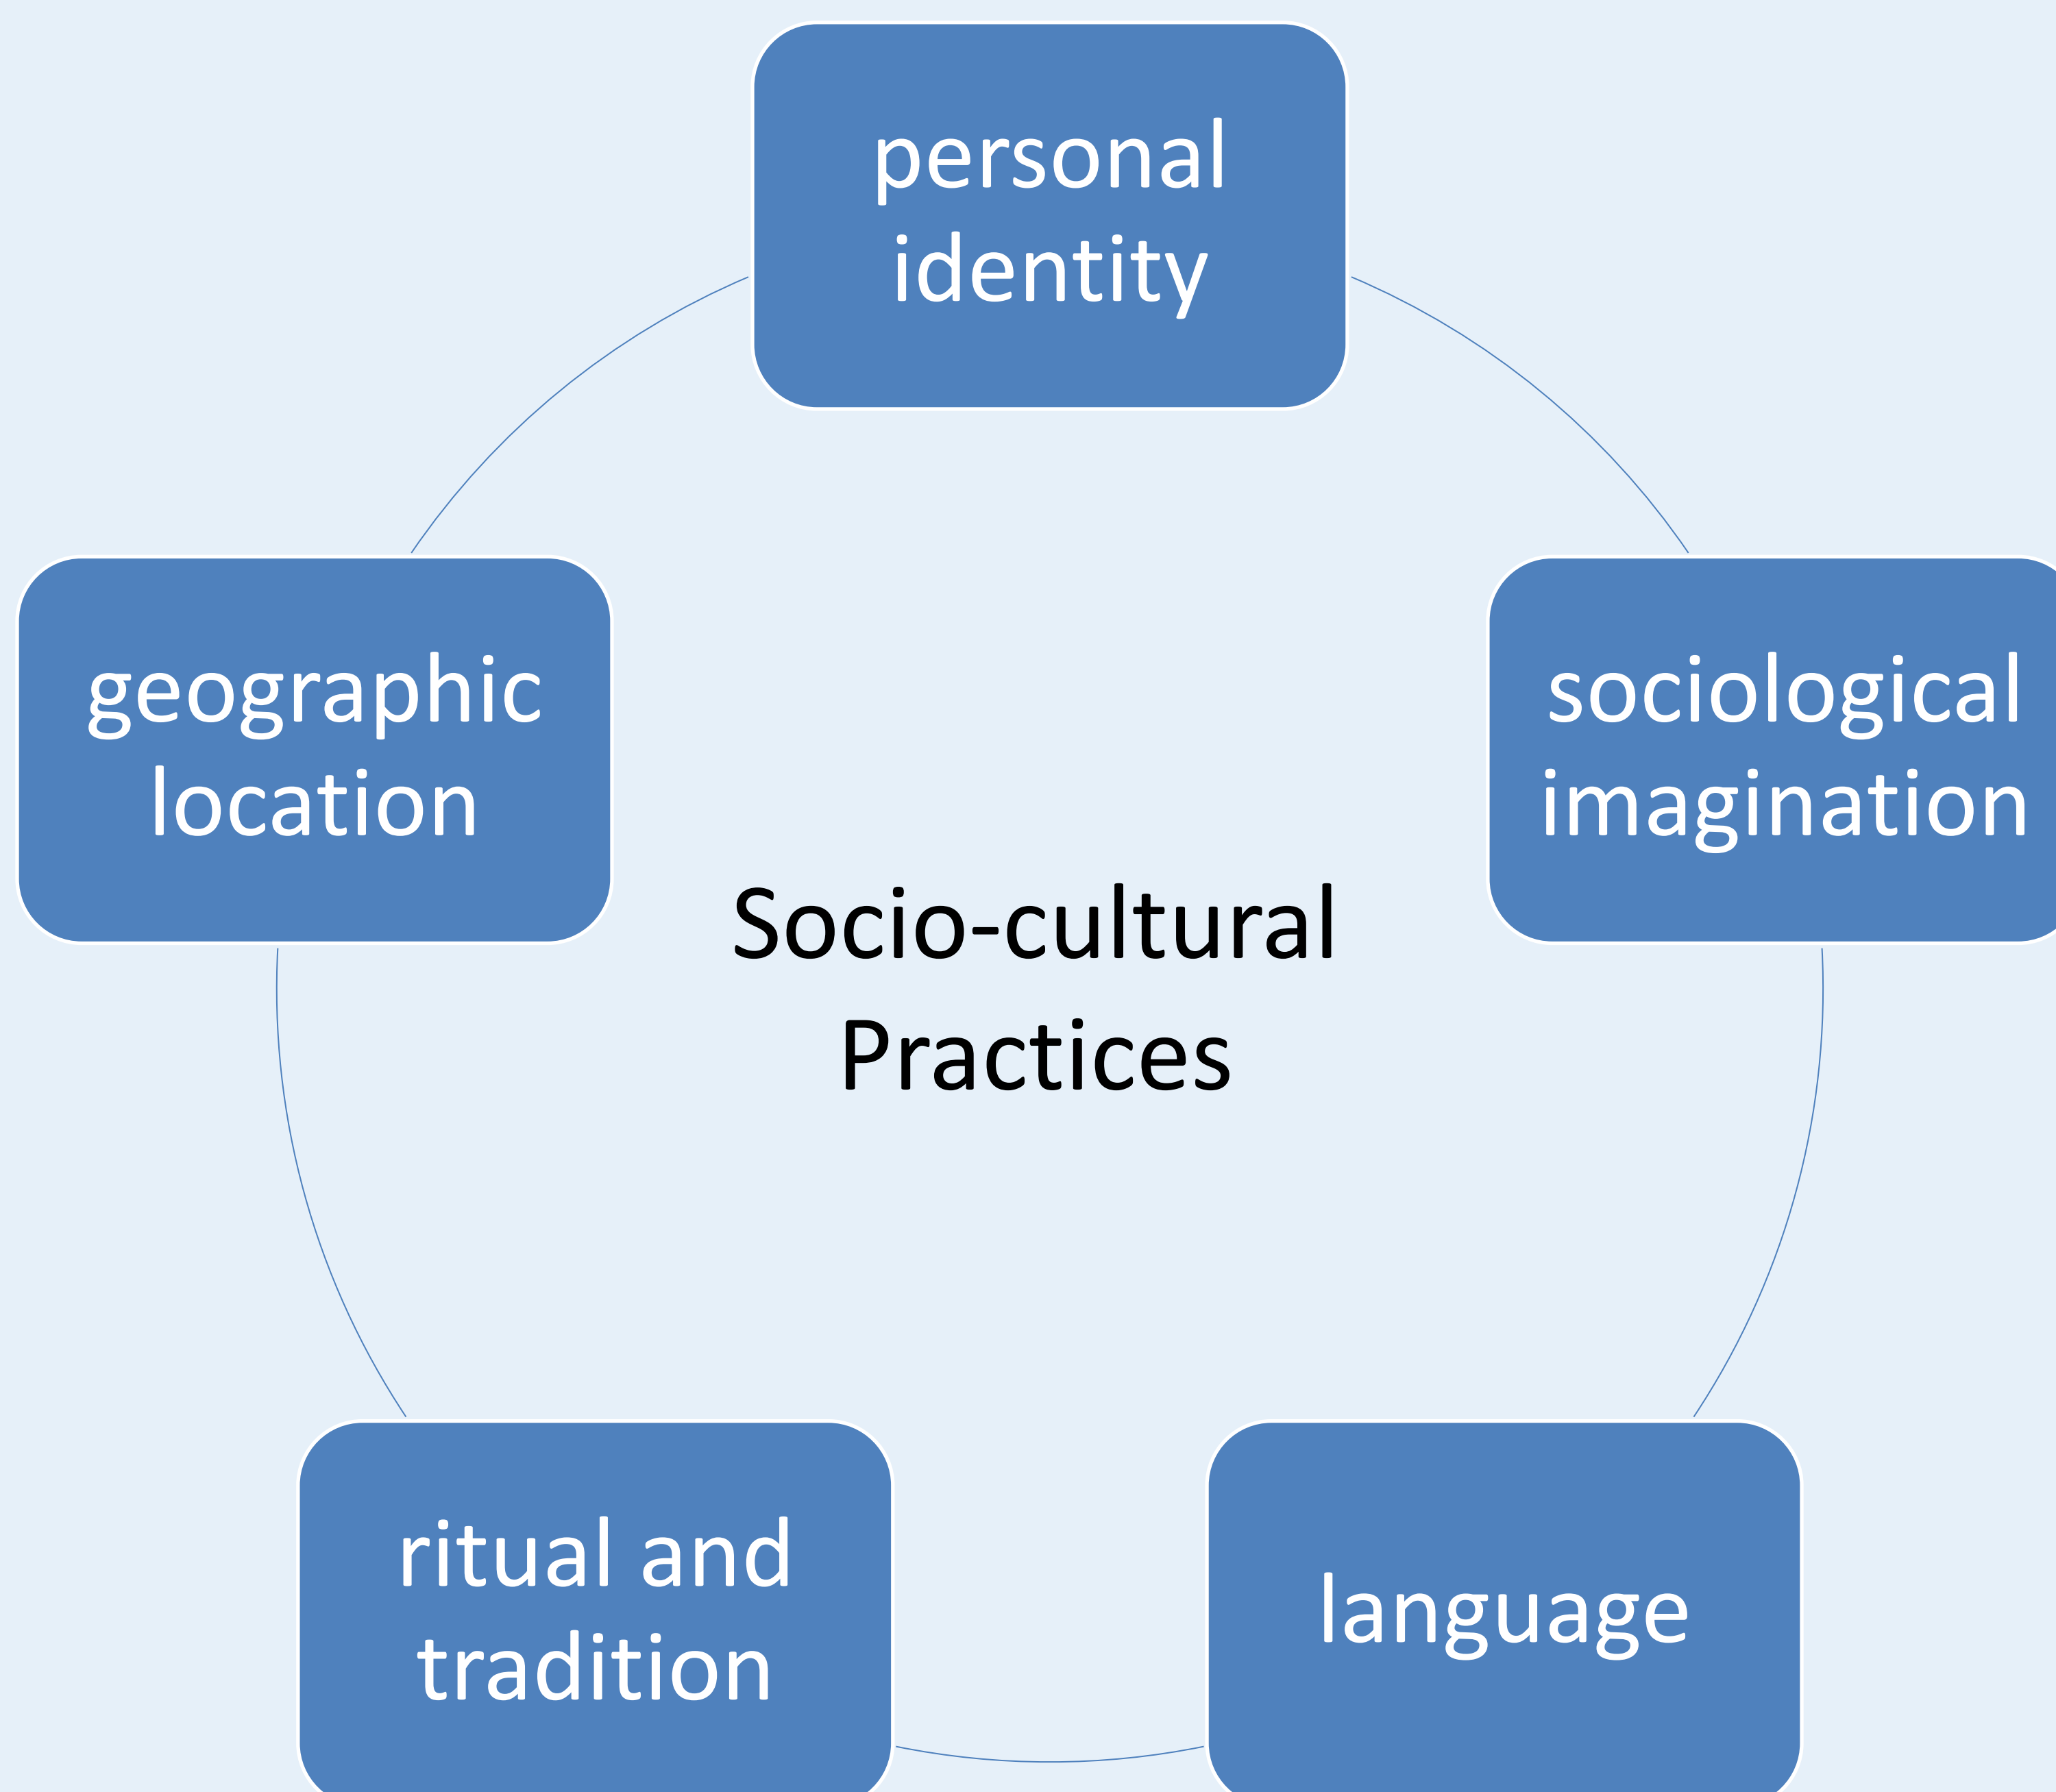 personal
identity
geographic
location
sociological
imagination
Socio-cultural
Practices
ritual and
tradition
language